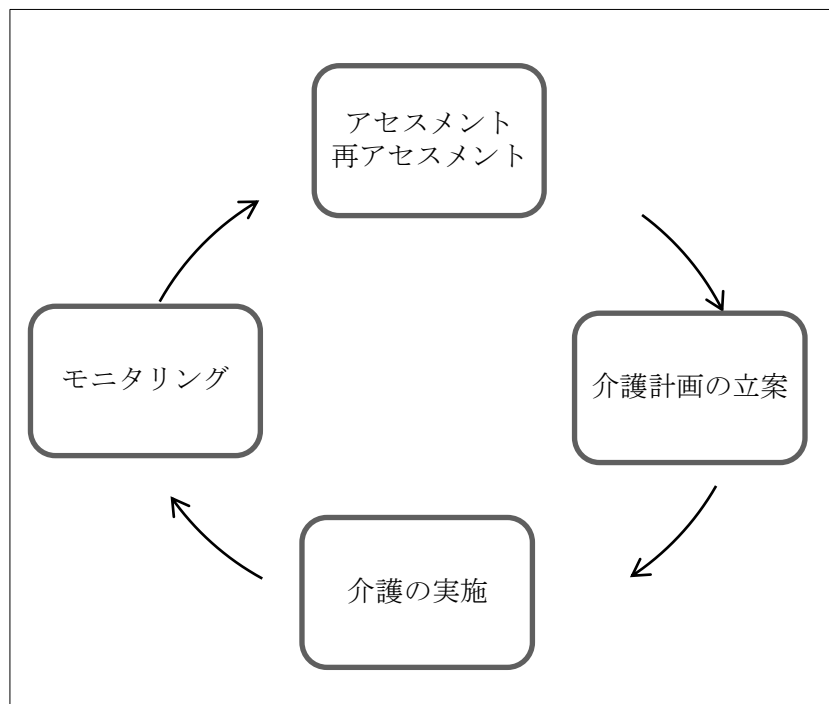 アセスメント
再アセスメント
介護計画の立案
介護の実施
モニタリング